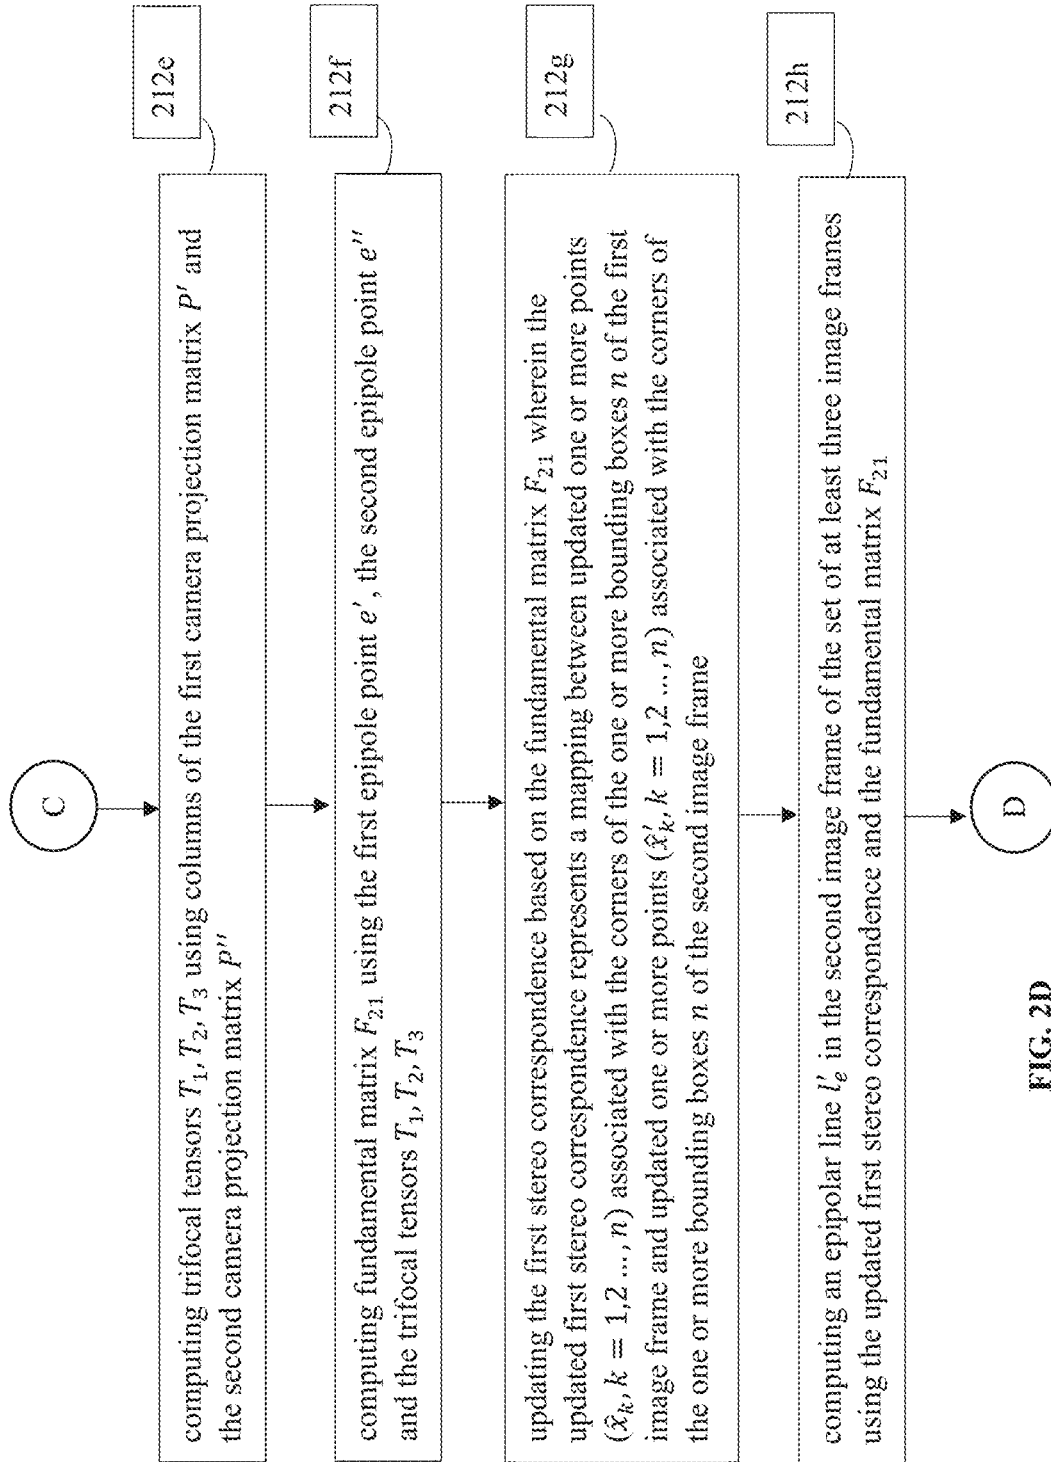 C
212e
computing trifocal tensors T₁, T₂, T₃ using columns of the first camera projection matrix P′ and
the second camera projection matrix P″
212f
computing fundamental matrix F₂₁ using the first epipole point e′, the second epipole point e″
and the trifocal tensors T₁, T₂, T₃
212g
updating the first stereo correspondence based on the fundamental matrix F₂₁ wherein the
updated first stereo correspondence represents a mapping between updated one or more points
(x̂ₖ, k = 1,2 …, n) associated with the corners of the one or more bounding boxes n of the first
image frame and updated one or more points (x̂′ₖ, k = 1,2 …, n) associated with the corners of
the one or more bounding boxes n of the second image frame
212h
computing an epipolar line l′ₑ in the second image frame of the set of at least three image frames
using the updated first stereo correspondence and the fundamental matrix F₂₁
D
FIG. 2D